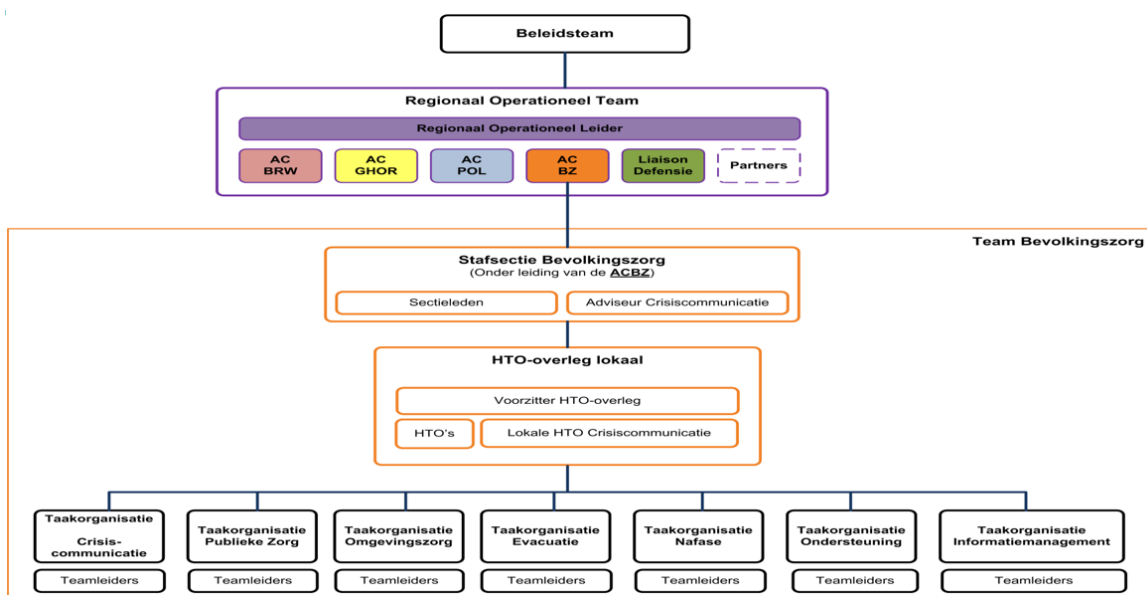 Beleidsteam
Regionaal Operationeel Team
Regionaal Operationeel Leider
AC
BRW
AC
GHOR
AC
POL
AC
BZ
Liaison
Defensie
Partners
Team Bevolkingszorg
Stafsectie Bevolkingszorg
(Onder leiding van de ACBZ)
Sectieleden
Adviseur Crisiscommunicatie
HTO-overleg lokaal
Voorzitter HTO-overleg
HTO's
Lokale HTO Crisiscommunicatie
Taakorganisatie
Crisis-
communicatie
Taakorganisatie
Publieke Zorg
Taakorganisatie
Omgevingszorg
Taakorganisatie
Evacuatie
Taakorganisatie
Nafase
Taakorganisatie
Ondersteuning
Taakorganisatie
Informatiemanagement
Teamleiders
Teamleiders
Teamleiders
Teamleiders
Teamleiders
Teamleiders
Teamleiders